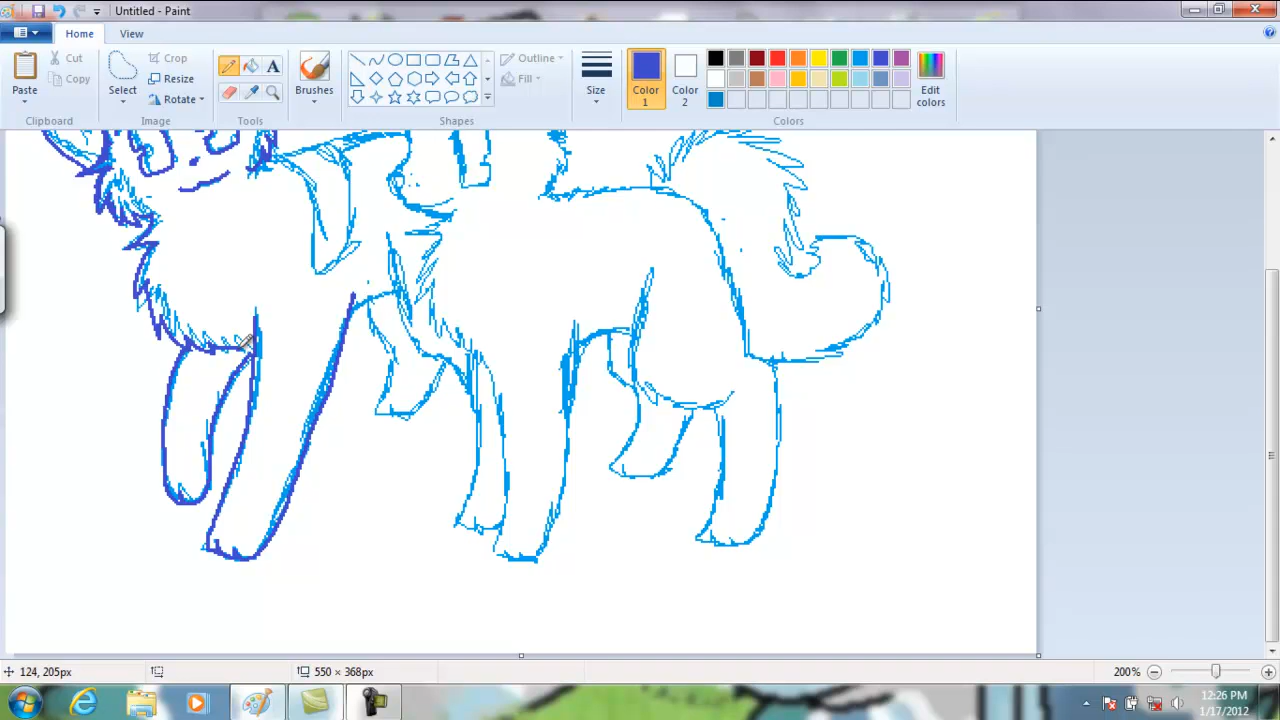 Untitled - Paint
Home
View
Paste
Cut
Copy
Clipboard
Select
Crop
Resize
Rotate
Image
A
Tools
Brushes
Outline
Fill
Shapes
Size
Color 1
Color 2
Edit colors
Colors
124, 205px
550 × 368px
200%
12:26 PM
1/17/2012